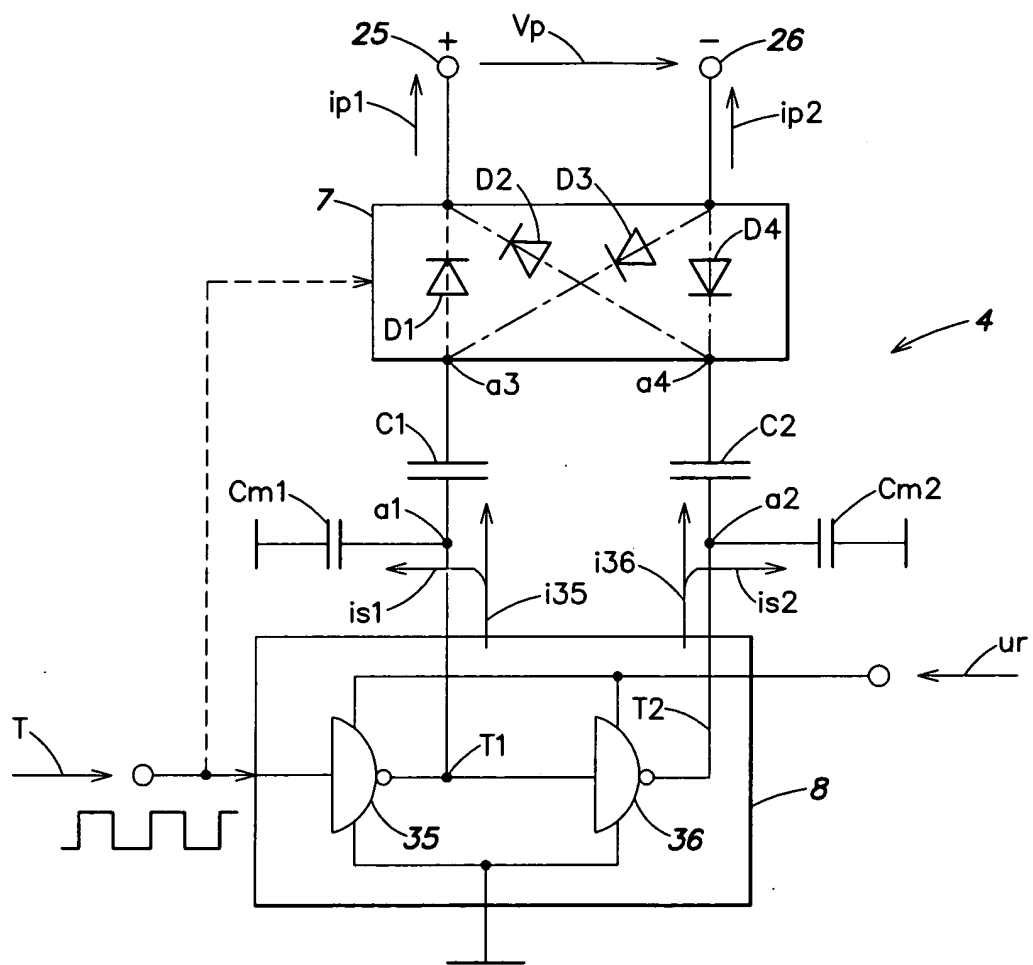 25 + Vp - 26
ip1 ip2
7 D2 D3 D4
D1
4
a3 a4
C1 C2
Cm1 a1 a2 Cm2
is1 i35 i36 is2
ur
T T1 T2
35 36 8